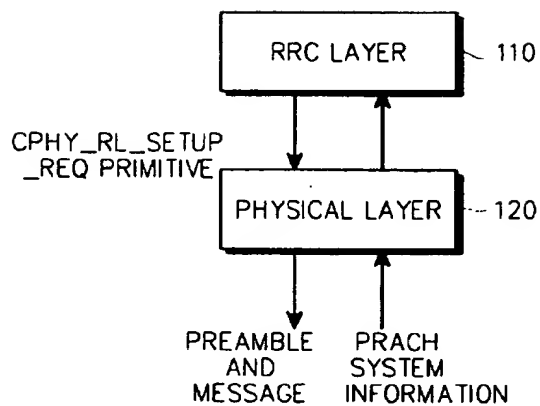 RRC LAYER
110
CPHY_RL_SETUP
_REQ PRIMITIVE
PHYSICAL LAYER
120
PREAMBLE
AND
MESSAGE
PRACH
SYSTEM
INFORMATION